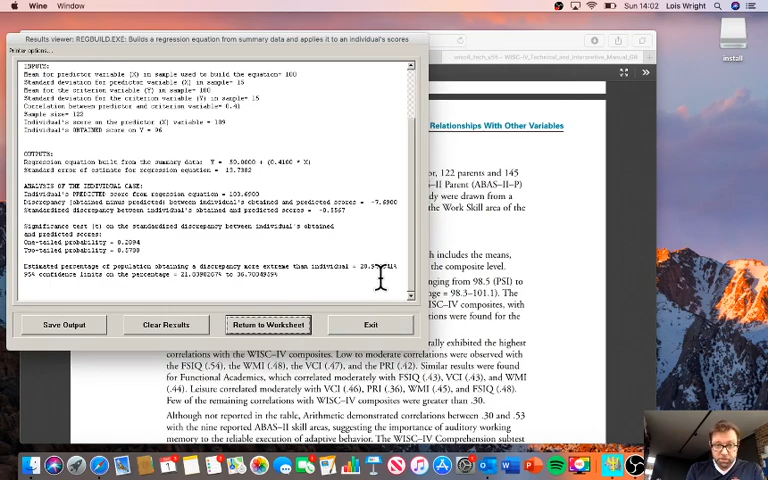 Wine Window
Sun 14:02 Lois Wright
Results viewer: REGBUILD.EXE: Builds a regression equation from summary data and applies it to an individual's scores
Printer options...
INPUTS:
Mean for predictor variable (X) in sample used to build the equation= 100
Standard deviation for predictor variable (X) in sample= 15
Mean for the criterion variable (Y) in sample= 100
Standard deviation for the criterion variable (Y) in sample= 15
Correlation between predictor and criterion variable= 0.41
Sample size= 122
Individual's score on the predictor (X) variable = 109
Individual's OBTAINED score on Y = 96
OUTPUTS:
Regression equation built from the summary data: Y = 59.0000 + (0.4100 * X)
Standard error of estimate for regression equation = 13.7382
ANALYSIS OF THE INDIVIDUAL CASE:
Individual's PREDICTED score from regression equation = 103.6900
Discrepancy (obtained minus predicted) between individual's obtained and predicted scores = -7.6900
Standardized discrepancy between individual's obtained and predicted scores = -0.5567
Significance test (t) on the standardized discrepancy between individual's obtained
and predicted scores:
One-tailed probability =
Two-tailed probability =
Estimated percentage of population obtaining a discrepancy more extreme than individual =
95% confidence limits on the percentage =
Save Output
Clear Results
Return to Worksheet
Exit
WISC-IV_Technical_and_Interpretive_Manual_GB
install
Relationships With Other Variables
or, 122 parents and 145
–II Parent (ABAS–II–P)
dy were drawn from a
the Work Skill area of the
ich includes the means,
e composite level.
nging from 98.5 (PSI) to
nge = 98.3–101.1). The
nces were found for the
rally exhibited the highest
correlations with the WISC–IV composites. Low to moderate correlations were observed with
the FSIQ (.54), the WMI (.48), the VCI (.47), and the PRI (.42). Similar results were found
for Functional Academics, which correlated moderately with FSIQ (.43), VCI (.43), and WMI
(.44). Leisure correlated moderately with VCI (.46), PRI (.36), WMI (.45), and FSIQ (.48).
Few of the remaining correlations with WISC–IV composites were greater than .30.
Although not reported in the table, Arithmetic demonstrated correlations between .30 and .53
with the nine reported ABAS–II skill areas, suggesting the importance of auditory working
memory to the reliable execution of adaptive behavior. The WISC–IV Comprehension subtest